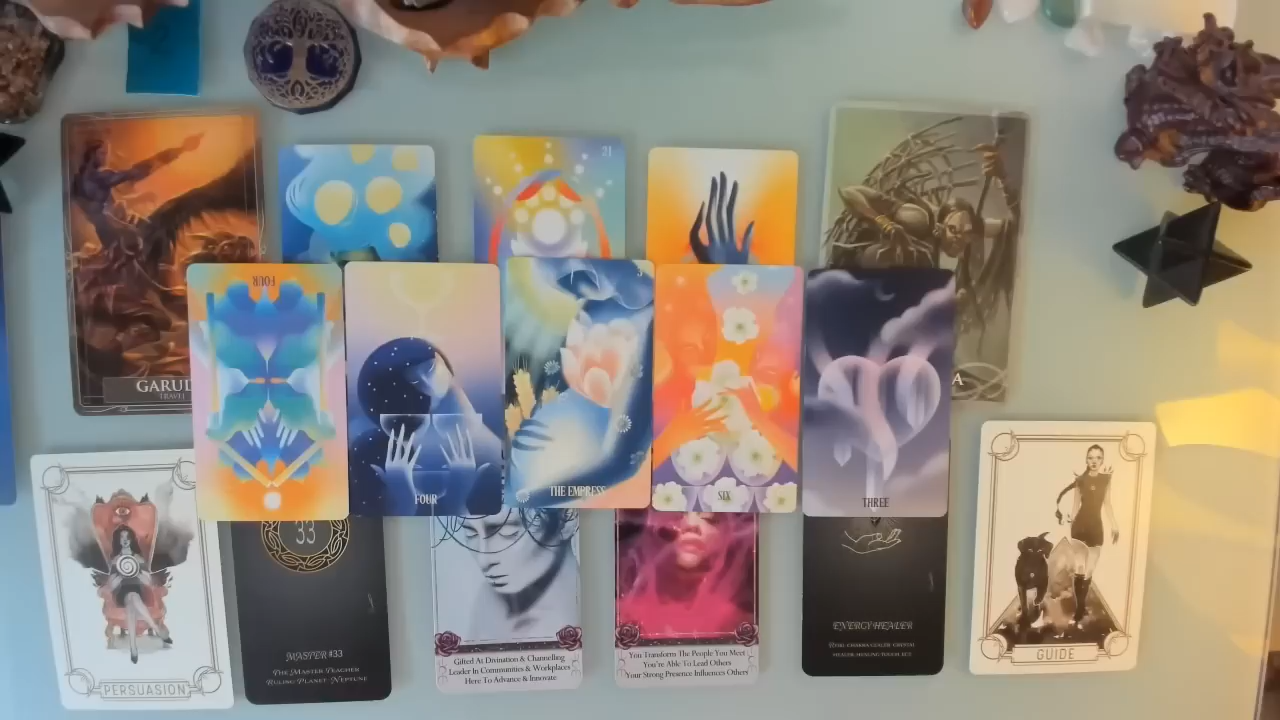 21
5
GARUD
TRAVEL
A
FOUR
FOUR
THE EMPRESS
SIX
THREE
33
MASTER #33
THE MASTER TEACHER
RULING PLANET: NEPTUNE
Gifted At Divination & Channelling
Leader In Communities & Workplaces
Here To Advance & Innovate
You Transform The People You Meet
You're Able To Lead Others
Your Strong Presence Influences Others
ENERGY HEALER
PERSUASION
GUIDE